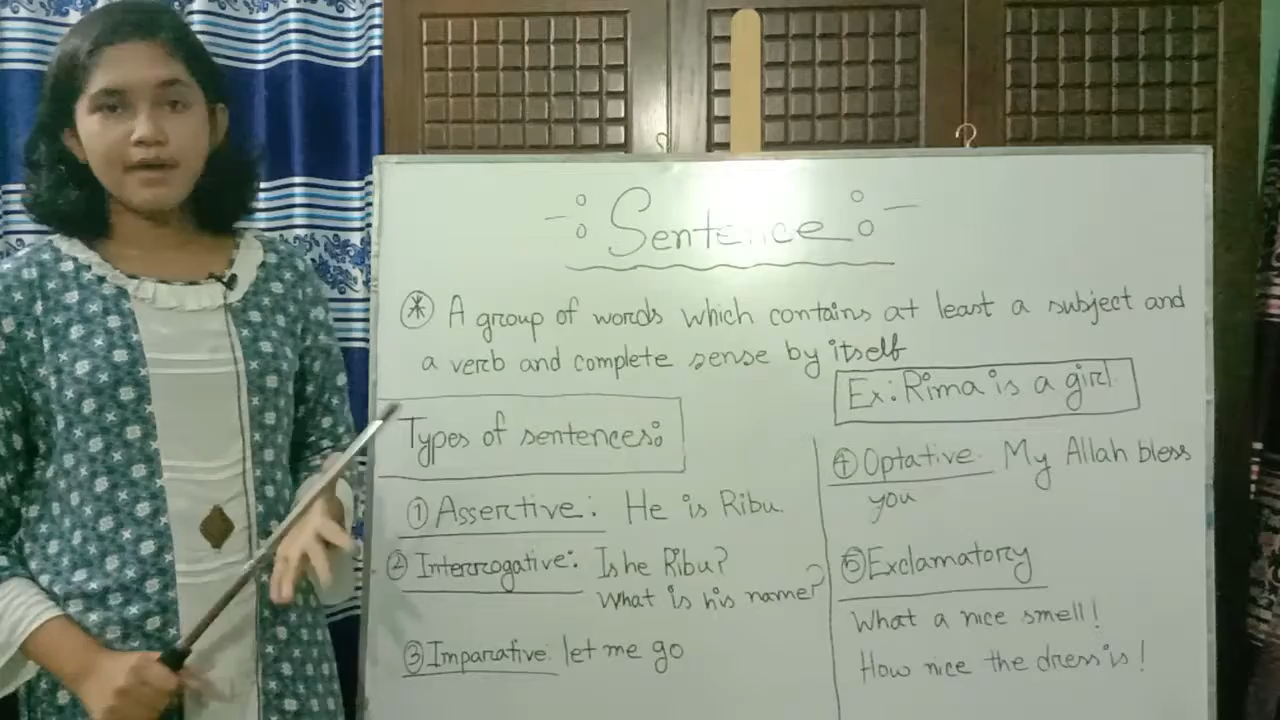 -: Sentence :-
* A group of words which contains at least a subject and
a verb and complete sense by itself
Ex: Rima is a girl.
Types of sentences:
① Assertive: He is Ribu
② Interrogative: Is he Ribu?
What is his name?
③ Imparative: let me go
④ Optative: My Allah bless
you
⑤ Exclamatory
What a nice smell!
How nice the dress is!